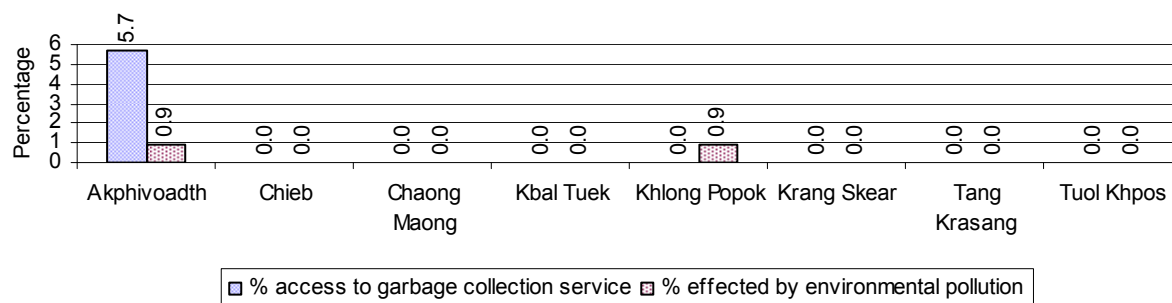 Percentage
6
5
4
3
2
1
0
5.7
0.9
0.0
0.0
0.0
0.0
0.0
0.0
0.0
0.9
0.0
0.0
0.0
0.0
0.0
0.0
Akphivoadth
Chieb
Chaong
Maong
Kbal Tuek
Khlong Popok
Krang Skear
Tang
Krasang
Tuol Khpos
% access to garbage collection service
% effected by environmental pollution